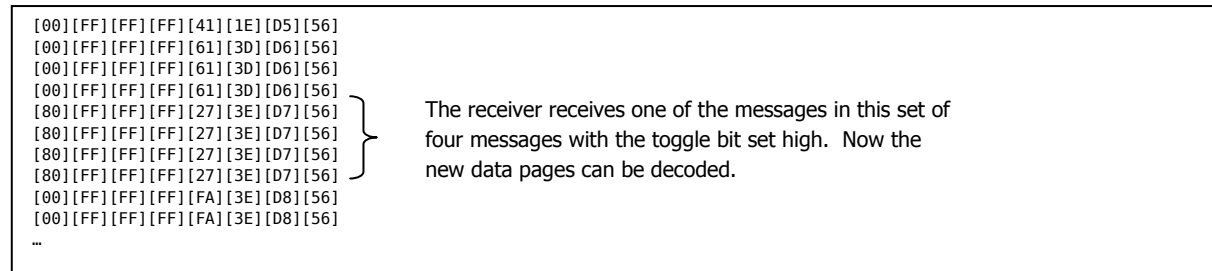 [00][FF][FF][FF][41][1E][D5][56]
[00][FF][FF][FF][61][3D][D6][56]
[00][FF][FF][FF][61][3D][D6][56]
[00][FF][FF][FF][61][3D][D6][56]
[80][FF][FF][FF][27][3E][D7][56]
[80][FF][FF][FF][27][3E][D7][56]
[80][FF][FF][FF][27][3E][D7][56]
[80][FF][FF][FF][27][3E][D7][56]
[00][FF][FF][FF][FA][3E][D8][56]
[00][FF][FF][FF][FA][3E][D8][56]
…
The receiver receives one of the messages in this set of
four messages with the toggle bit set high.  Now the
new data pages can be decoded.